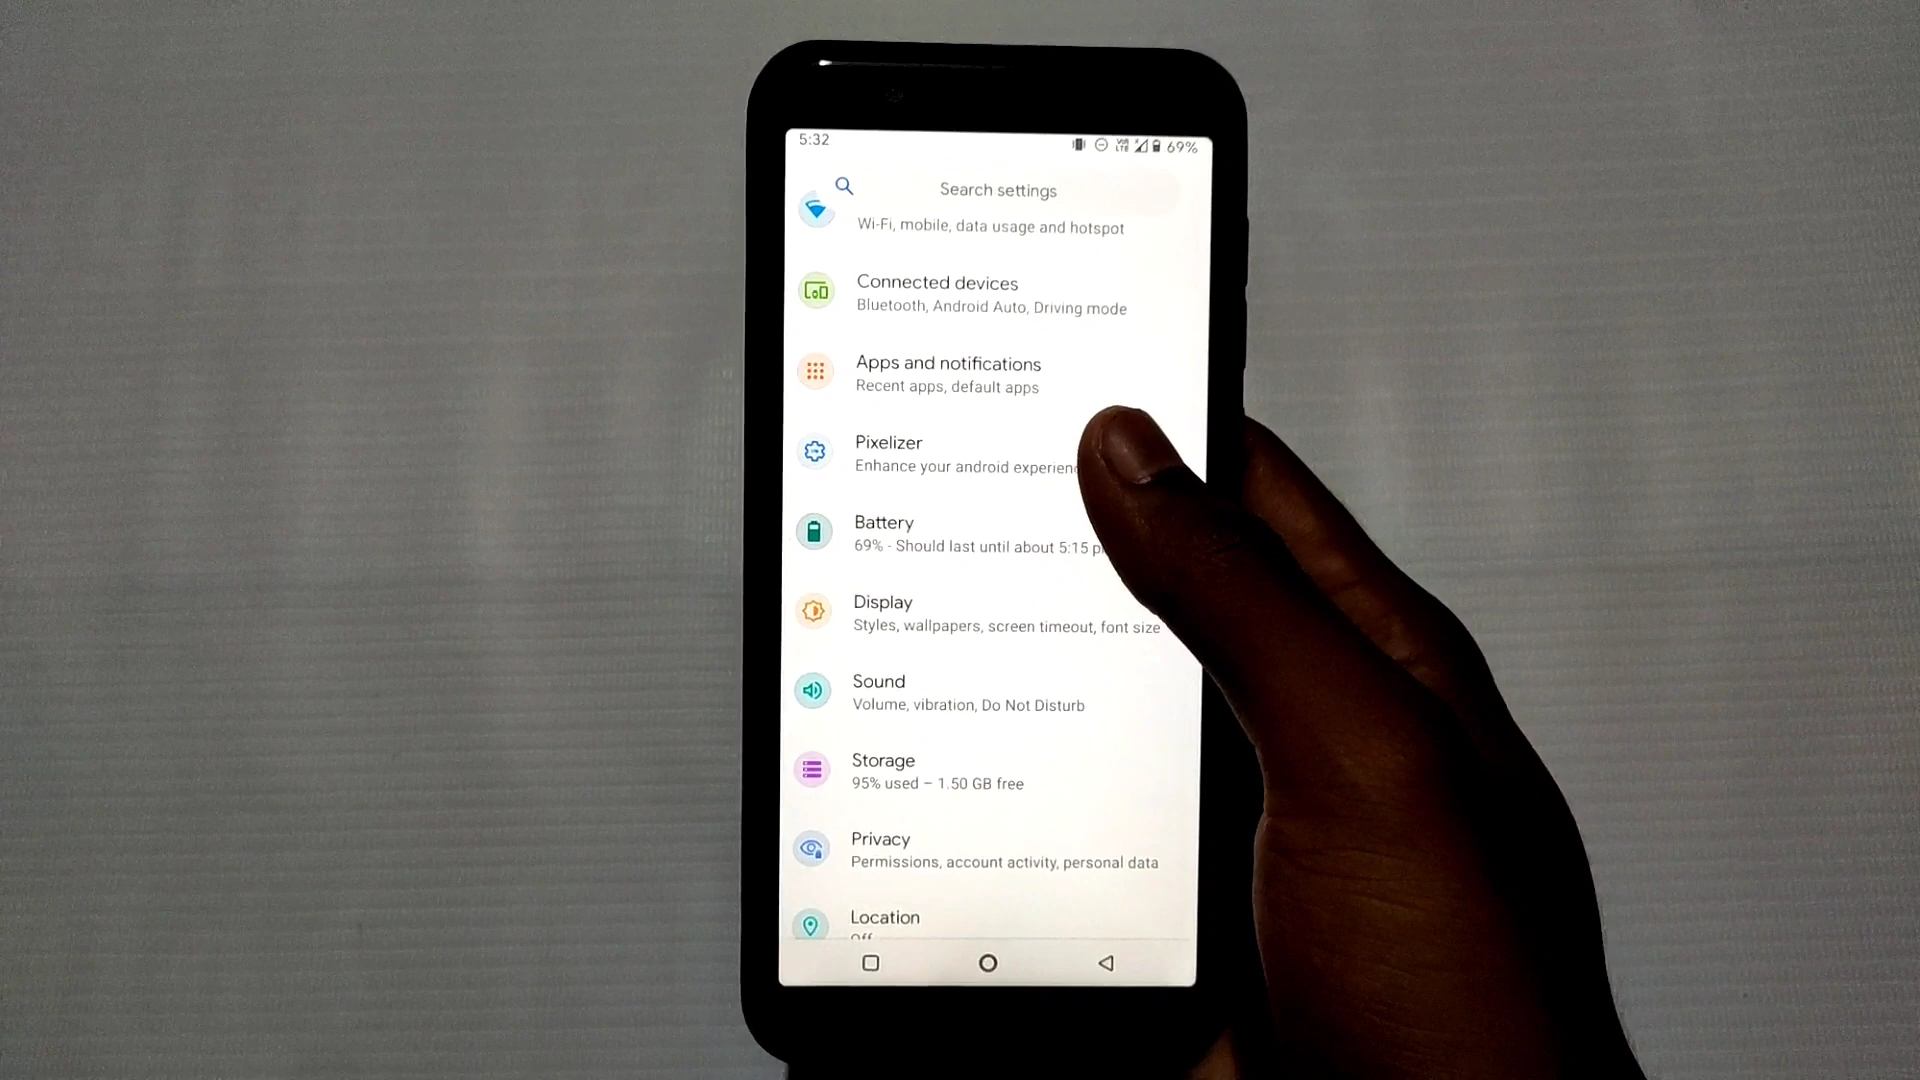 5:32 VoR LTE 69%
Search settings
Wi-Fi, mobile, data usage and hotspot
Connected devices
Bluetooth, Android Auto, Driving mode
Apps and notifications
Recent apps, default apps
Pixelizer
Enhance your android
Battery
69% - Should last until about 5:15
Display
Styles, wallpapers, screen timeout, font size
Sound
Volume, vibration, Do Not Disturb
Storage
95% used – 1.50 GB free
Privacy
Permissions, account activity, personal data
Location